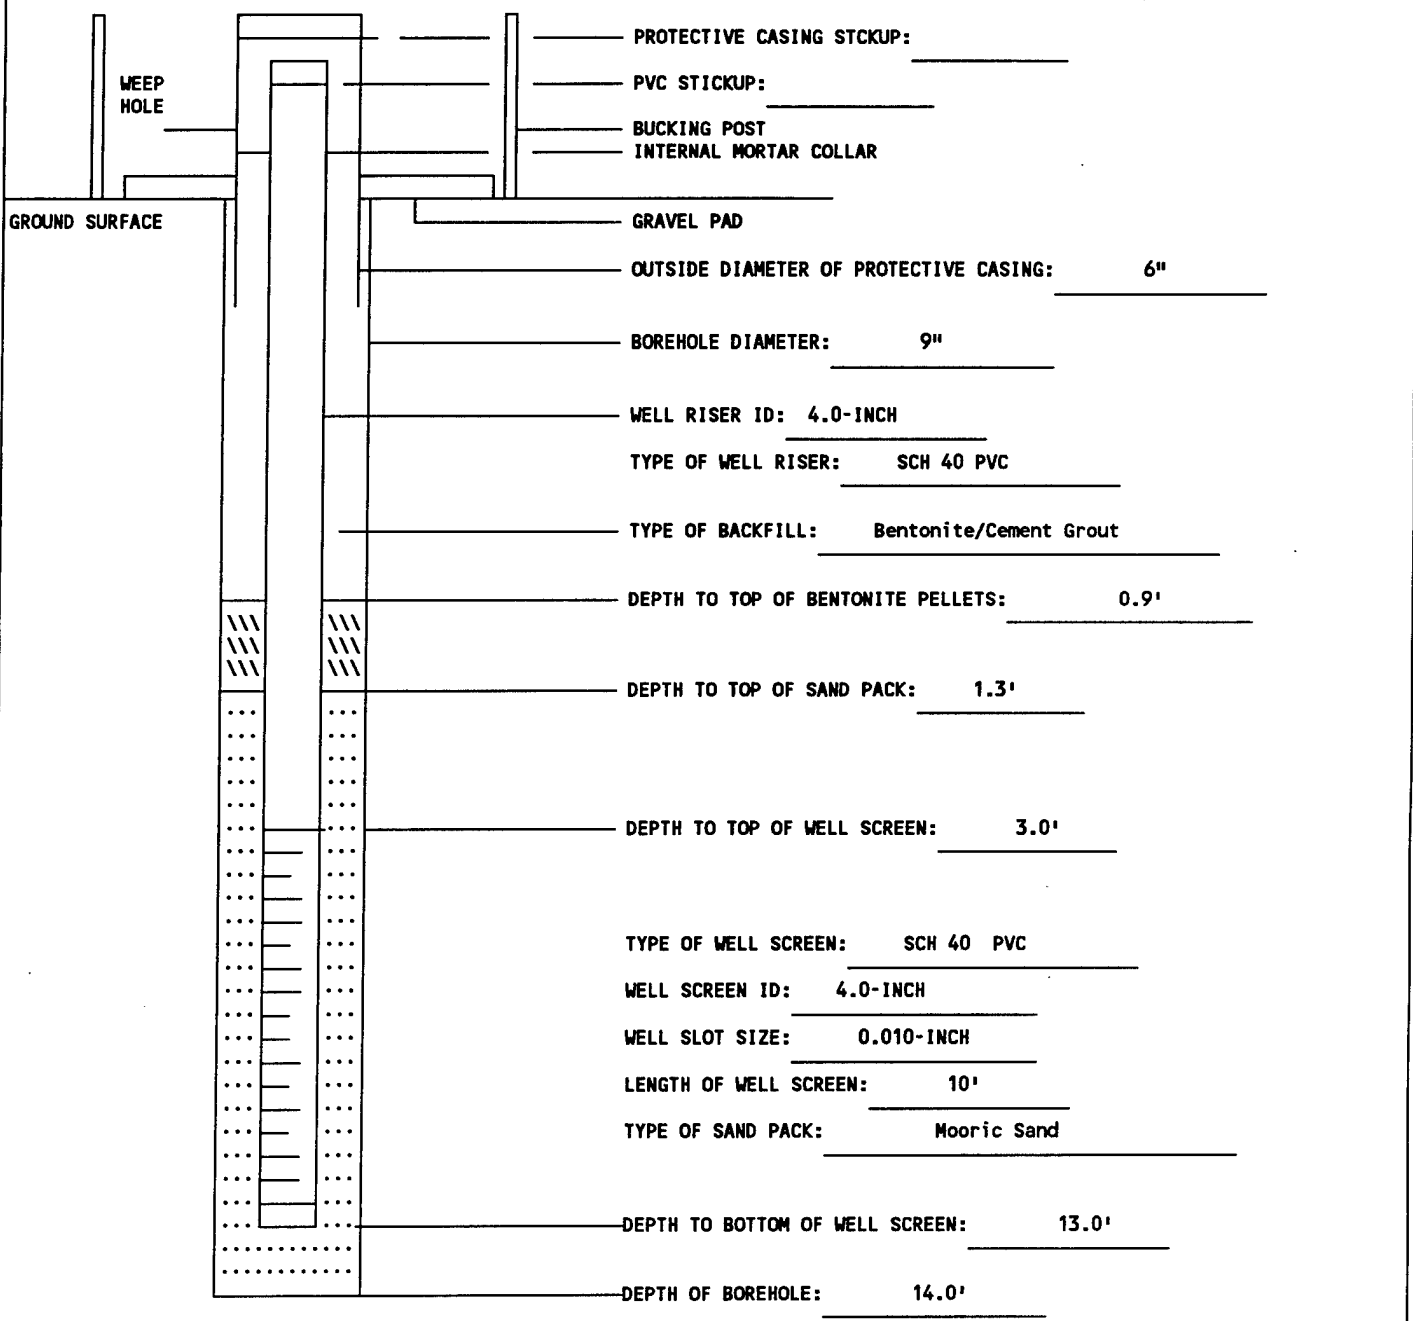 PROTECTIVE CASING STCKUP:
WEEP HOLE
PVC STICKUP:
BUCKING POST
INTERNAL MORTAR COLLAR
GROUND SURFACE
GRAVEL PAD
OUTSIDE DIAMETER OF PROTECTIVE CASING: 6"
BOREHOLE DIAMETER: 9"
WELL RISER ID: 4.0-INCH
TYPE OF WELL RISER: SCH 40 PVC
TYPE OF BACKFILL: Bentonite/Cement Grout
DEPTH TO TOP OF BENTONITE PELLETS: 0.9'
DEPTH TO TOP OF SAND PACK: 1.3'
DEPTH TO TOP OF WELL SCREEN: 3.0'
TYPE OF WELL SCREEN: SCH 40 PVC
WELL SCREEN ID: 4.0-INCH
WELL SLOT SIZE: 0.010-INCH
LENGTH OF WELL SCREEN: 10'
TYPE OF SAND PACK: Mooric Sand
DEPTH TO BOTTOM OF WELL SCREEN: 13.0'
DEPTH OF BOREHOLE: 14.0'